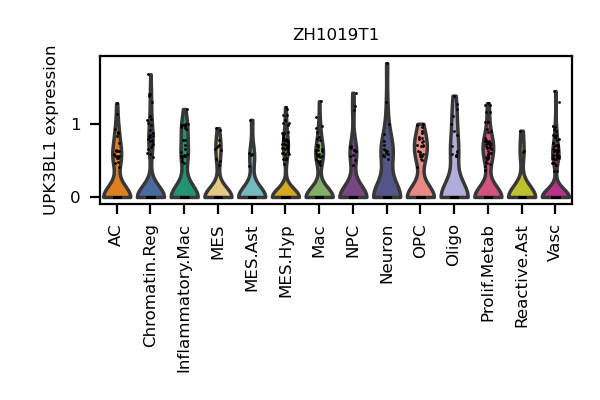 ZH1019T1
UPK3BL1 expression
1
0
AC
Chromatin.Reg
Inflammatory.Mac
MES
MES.Ast
MES.Hyp
Mac
NPC
Neuron
OPC
Oligo
Prolif.Metab
Reactive.Ast
Vasc